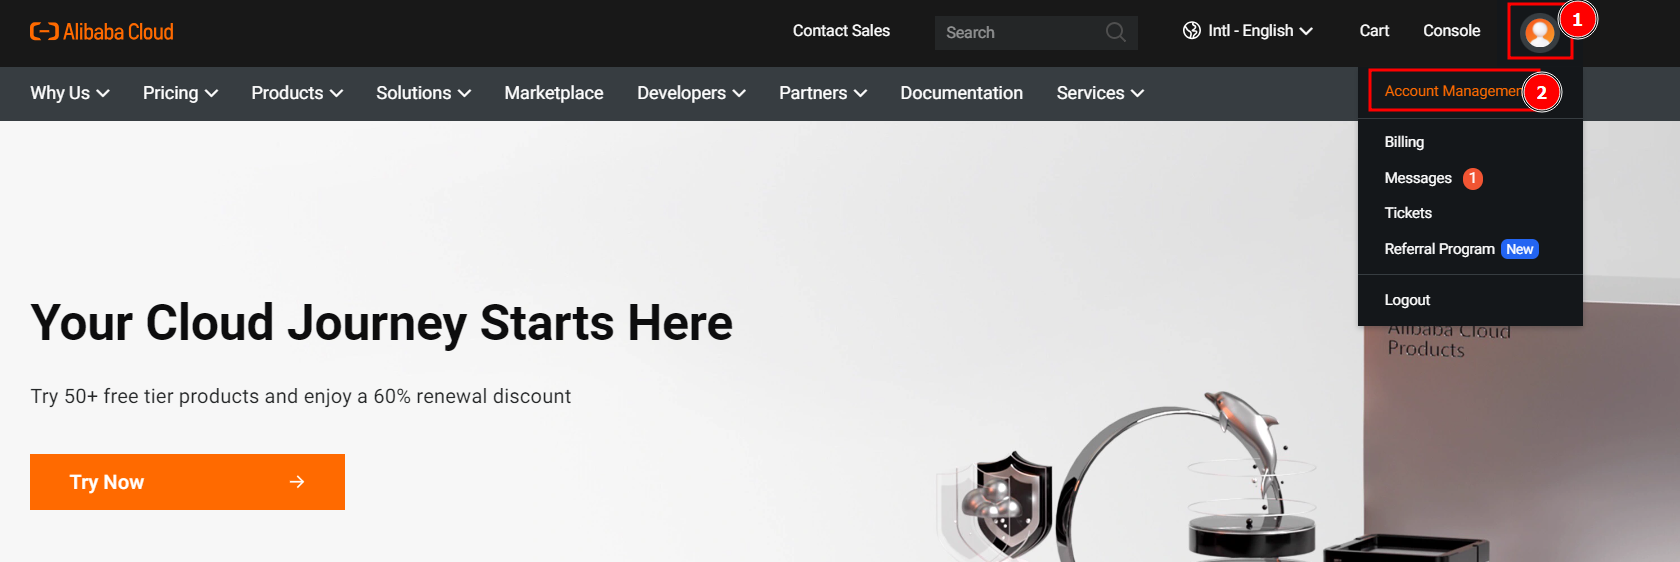 Alibaba Cloud
Contact Sales
Search
Intl - English
Cart
Console
1
Why Us
Pricing
Products
Solutions
Marketplace
Developers
Partners
Documentation
Services
Account Managemen
2
Billing
Messages 1
Tickets
Referral Program New
Logout
Alibaba Cloud
Products
Your Cloud Journey Starts Here
Try 50+ free tier products and enjoy a 60% renewal discount
Try Now